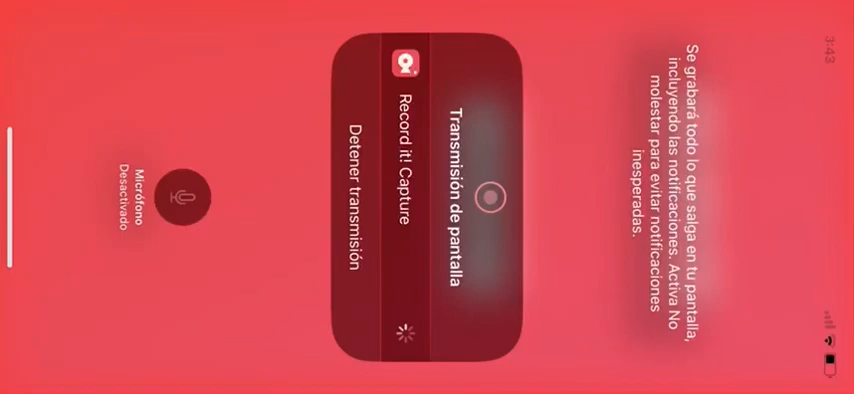 3:43
Se grabará todo lo que salga en tu pantalla,
incluyendo las notificaciones. Activa No
molestar para evitar notificaciones
inesperadas.
Transmisión de pantalla
Record it! Capture
Detener transmisión
Micrófono
Desactivado